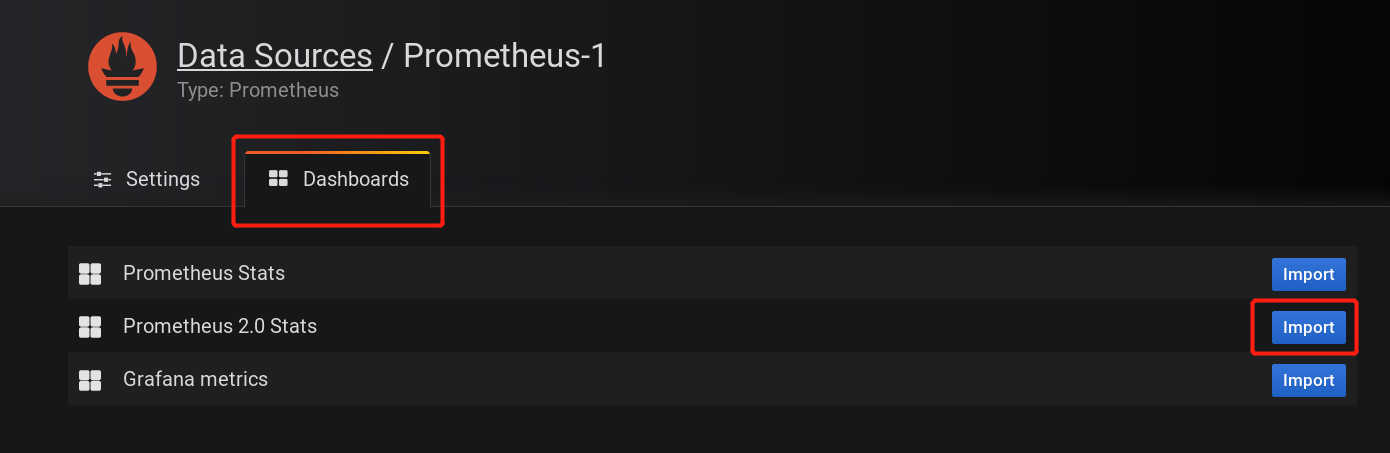 Data Sources / Prometheus-1
Type: Prometheus
Settings
Dashboards
Prometheus Stats
Import
Prometheus 2.0 Stats
Import
Grafana metrics
Import